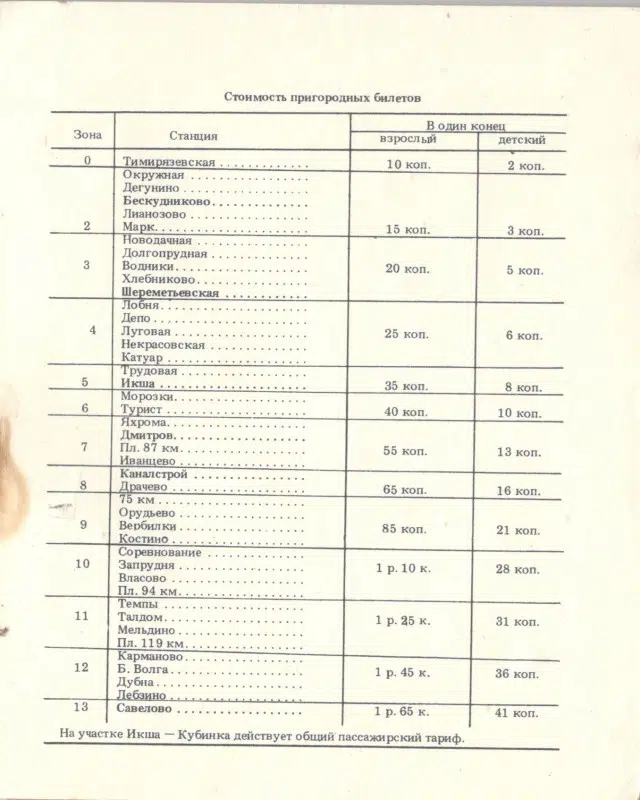 Стоимость пригородных билетов
Зона Станция В один конец
взрослый детский
0 Тимирязевская . . . . . . . . . . . . 10 коп. 2 коп.
Окружная . . . . . . . . . . . . . . . .
Дегунино . . . . . . . . . . . . . . . . .
Бескудниково. . . . . . . . . . . . .
Лианозово . . . . . . . . . . . . . . . .
2 Марк. . . . . . . . . . . . . . . . . . . . . 15 коп. 3 коп.
Новодачная . . . . . . . . . . . . . . .
Долгопрудная . . . . . . . . . . . . .
3 Водники. . . . . . . . . . . . . . . . . . 20 коп. 5 коп.
Хлебниково. . . . . . . . . . . . . . .
Шереметьевская . . . . . . . . . . .
Лобня. . . . . . . . . . . . . . . . . . . .
Депо . . . . . . . . . . . . . . . . . . . . .
4 Луговая . . . . . . . . . . . . . . . . . . 25 коп. 6 коп.
Некрасовская . . . . . . . . . . . . .
Катуар . . . . . . . . . . . . . . . . . . .
Трудовая . . . . . . . . . . . . . . . . .
5 Икша . . . . . . . . . . . . . . . . . . . . 35 коп. 8 коп.
Морозки. . . . . . . . . . . . . . . . . .
6 Турист . . . . . . . . . . . . . . . . . . . 40 коп. 10 коп.
Яхрома. . . . . . . . . . . . . . . . . . .
Дмитров. . . . . . . . . . . . . . . . . .
7 Пл. 87 км. . . . . . . . . . . . . . . . . 55 коп. 13 коп.
Иванцево . . . . . . . . . . . . . . . . .
Каналстрой . . . . . . . . . . . . . . .
8 Драчево . . . . . . . . . . . . . . . . . . 65 коп. 16 коп.
75 км . . . . . . . . . . . . . . . . . . . .
Орудьево . . . . . . . . . . . . . . . . .
9 Вербилки . . . . . . . . . . . . . . . . . 85 коп. 21 коп.
Костино . . . . . . . . . . . . . . . . . .
Соревнование . . . . . . . . . . . . .
10 Запрудня . . . . . . . . . . . . . . . . . 1 р. 10 к. 28 коп.
Власово . . . . . . . . . . . . . . . . . .
Пл. 94 км. . . . . . . . . . . . . . . . .
Темпы . . . . . . . . . . . . . . . . . . .
11 Талдом. . . . . . . . . . . . . . . . . . . 1 р. 25 к. 31 коп.
Мельдино . . . . . . . . . . . . . . . . .
Пл. 119 км. . . . . . . . . . . . . . . .
Карманово. . . . . . . . . . . . . . . .
12 Б. Волга. . . . . . . . . . . . . . . . . . 1 р. 45 к. 36 коп.
Дубна. . . . . . . . . . . . . . . . . . . .
Лебзино . . . . . . . . . . . . . . . . . .
13 Савелово . . . . . . . . . . . . . . . . . 1 р. 65 к. 41 коп.
На участке Икша — Кубинка действует общий пассажирский тариф.